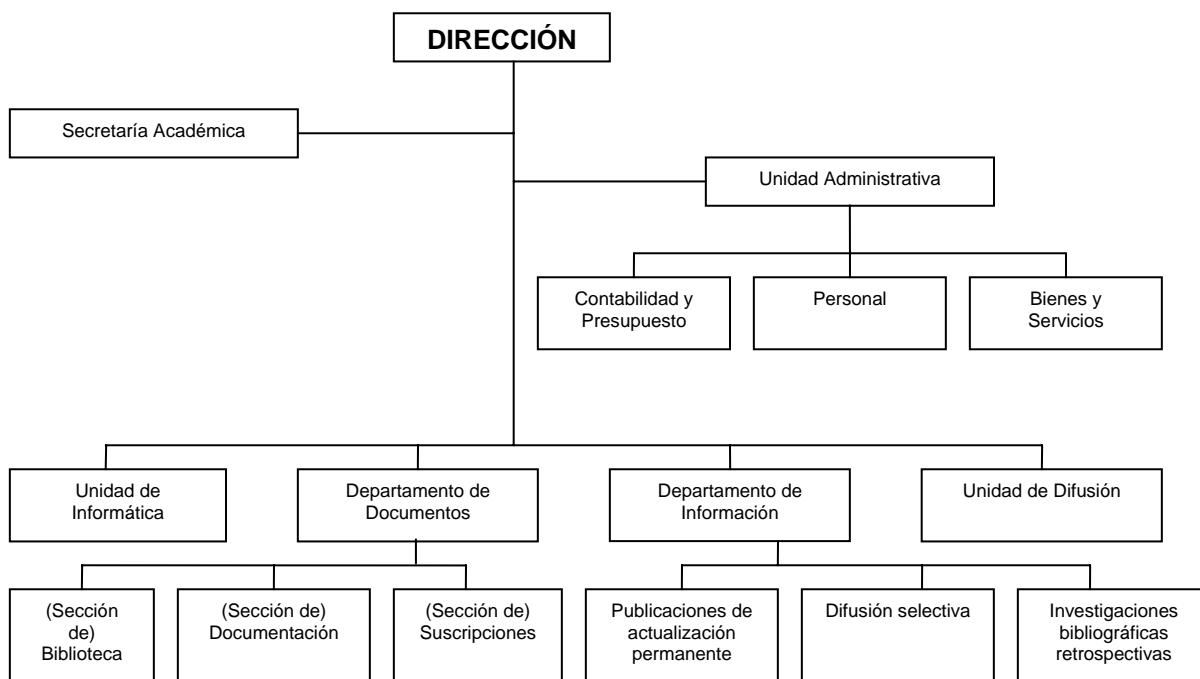 DIRECCIÓN
Secretaría Académica
Unidad Administrativa
Contabilidad y
Presupuesto
Personal
Bienes y
Servicios
Unidad de
Informática
Departamento de
Documentos
Departamento de
Información
Unidad de Difusión
(Sección
de)
Biblioteca
(Sección de)
Documentación
(Sección de)
Suscripciones
Publicaciones de
actualización
permanente
Difusión selectiva
Investigaciones
bibliográficas
retrospectivas